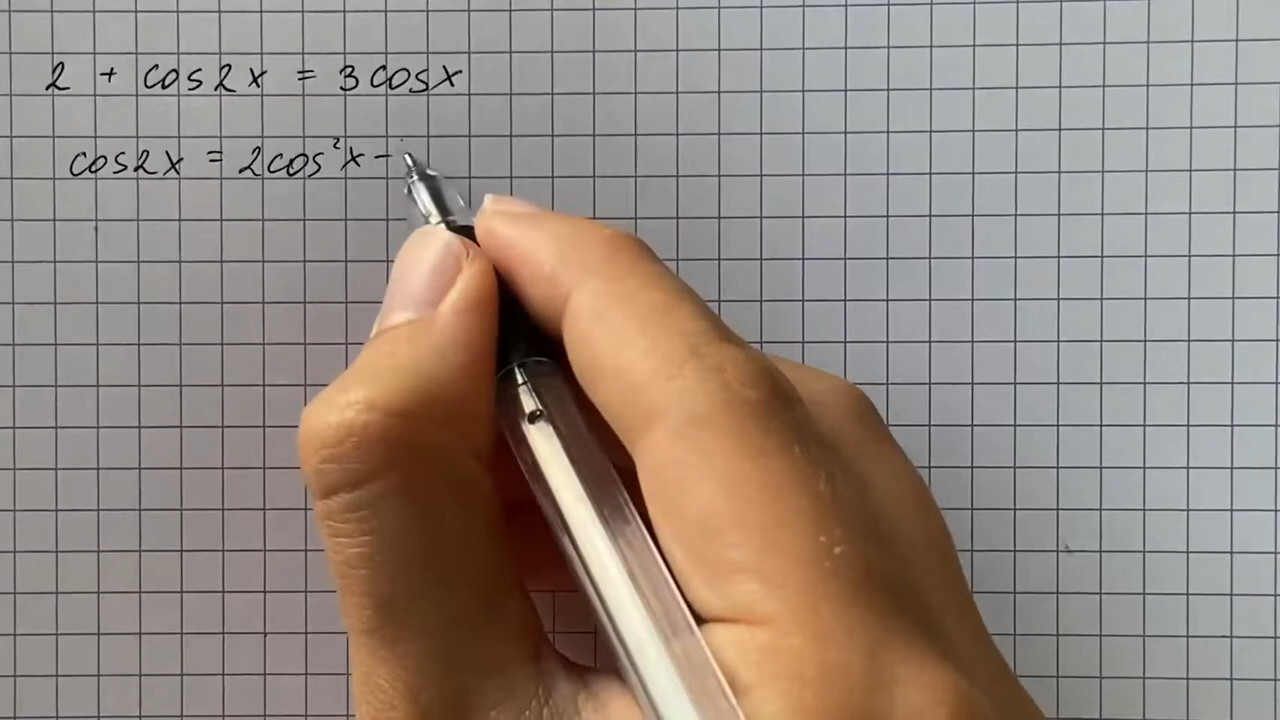 2 + cos2x = 3cosx
cos2x = 2cos²x -